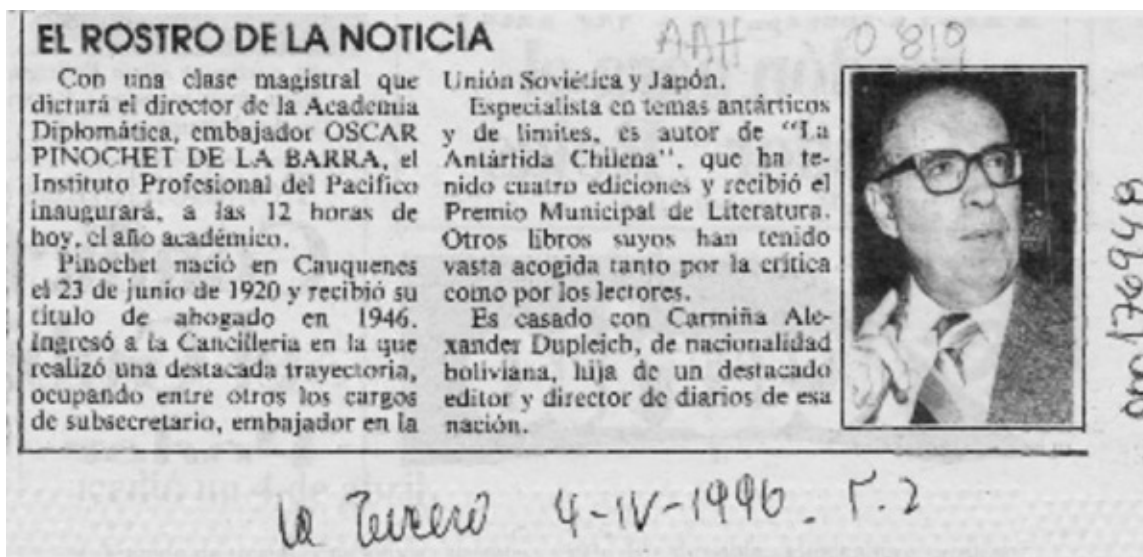 EL ROSTRO DE LA NOTICIA
AAH
0819
Con una clase magistral que
dictará el director de la Academia
Diplomática, embajador OSCAR
PINOCHET DE LA BARRA, el
Instituto Profesional del Pacífico
inaugurará, a las 12 horas de
hoy, el año académico.
Pinochet nació en Cauquenes
el 23 de junio de 1920 y recibió su
título de abogado en 1946.
Ingresó a la Cancillería en la que
realizó una destacada trayectoria,
ocupando entre otros los cargos
de subsecretario, embajador en la
Unión Soviética y Japón.
Especialista en temas antárticos
y de límites, es autor de "La
Antártida Chilena", que ha te-
nido cuatro ediciones y recibió el
Premio Municipal de Literatura.
Otros libros suyos han tenido
vasta acogida tanto por la crítica
como por los lectores.
Es casado con Carmiña Ale-
xander Dupleich, de nacionalidad
boliviana, hija de un destacado
editor y director de diarios de esa
nación.
La Tercera 4-IV-1990. P. 2